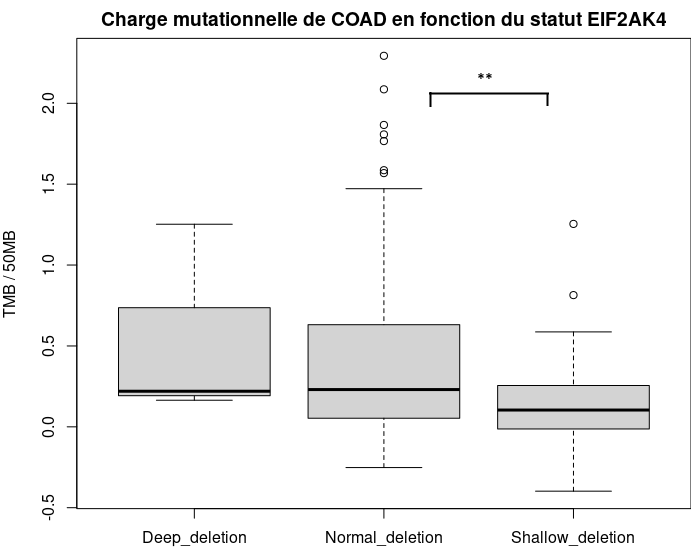 Charge mutationnelle de COAD en fonction du statut EIF2AK4
**
TMB / 50MB
2.0
1.5
1.0
0.5
0.0
-0.5
Deep_deletion Normal_deletion Shallow_deletion